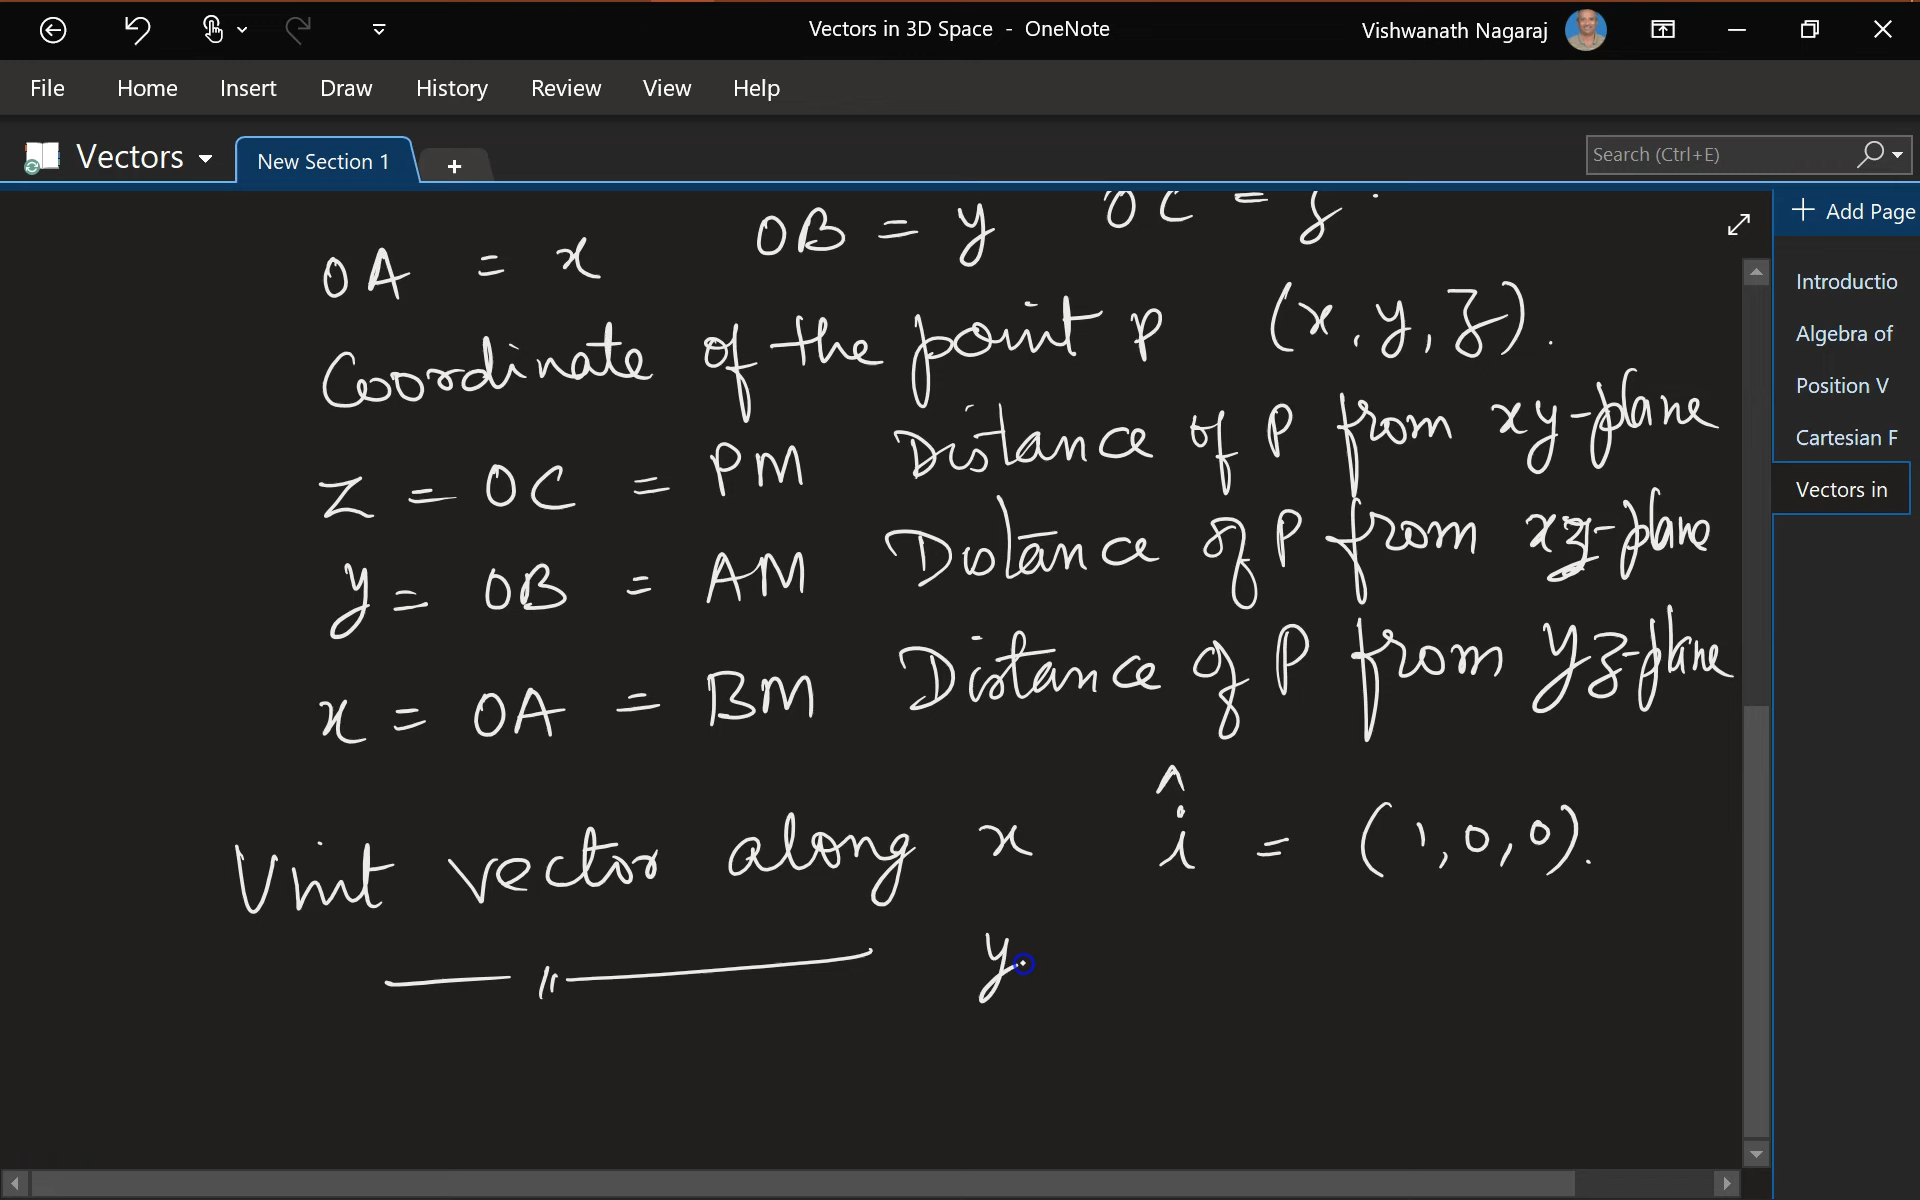 Vectors in 3D Space - OneNote
Vishwanath Nagaraj
File Home Insert Draw History Review View Help
Vectors
New Section 1
+
Search (Ctrl+E)
+ Add Page
Introductio
Algebra of
Position V
Cartesian F
Vectors in
OA = x OB = y OC = z.
Coordinate of the point P (x, y, z).
Z = OC = PM Distance of P from xy-plane
y = OB = AM Distance of P from xz-plane
x = OA = BM Distance of P from yz-plane
Unit vector along x î = (1,0,0).
—— 〃 —— y